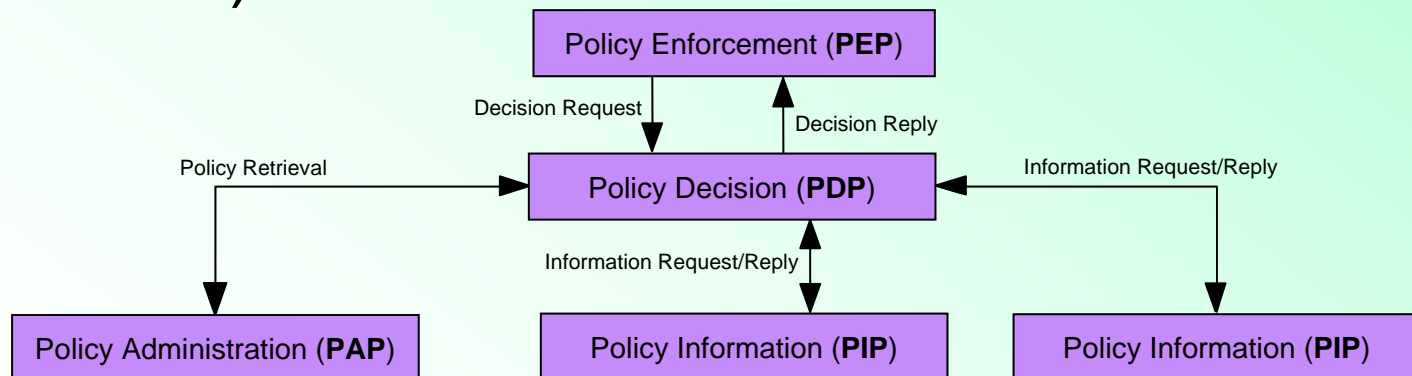 Policy Enforcement (PEP)
Decision Request
Decision Reply
Policy Retrieval
Policy Decision (PDP)
Information Request/Reply
Information Request/Reply
Policy Administration (PAP)
Policy Information (PIP)
Policy Information (PIP)